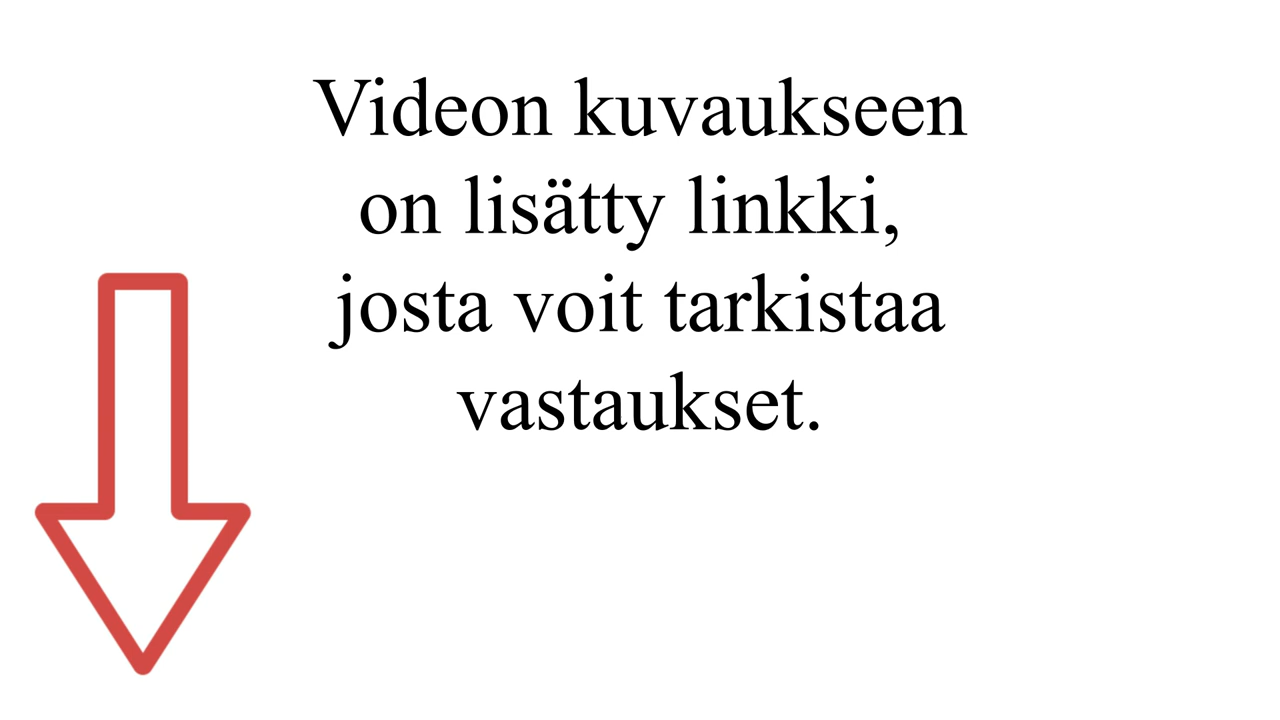 Videon kuvaukseen
on lisätty linkki,
josta voit tarkistaa
vastaukset.